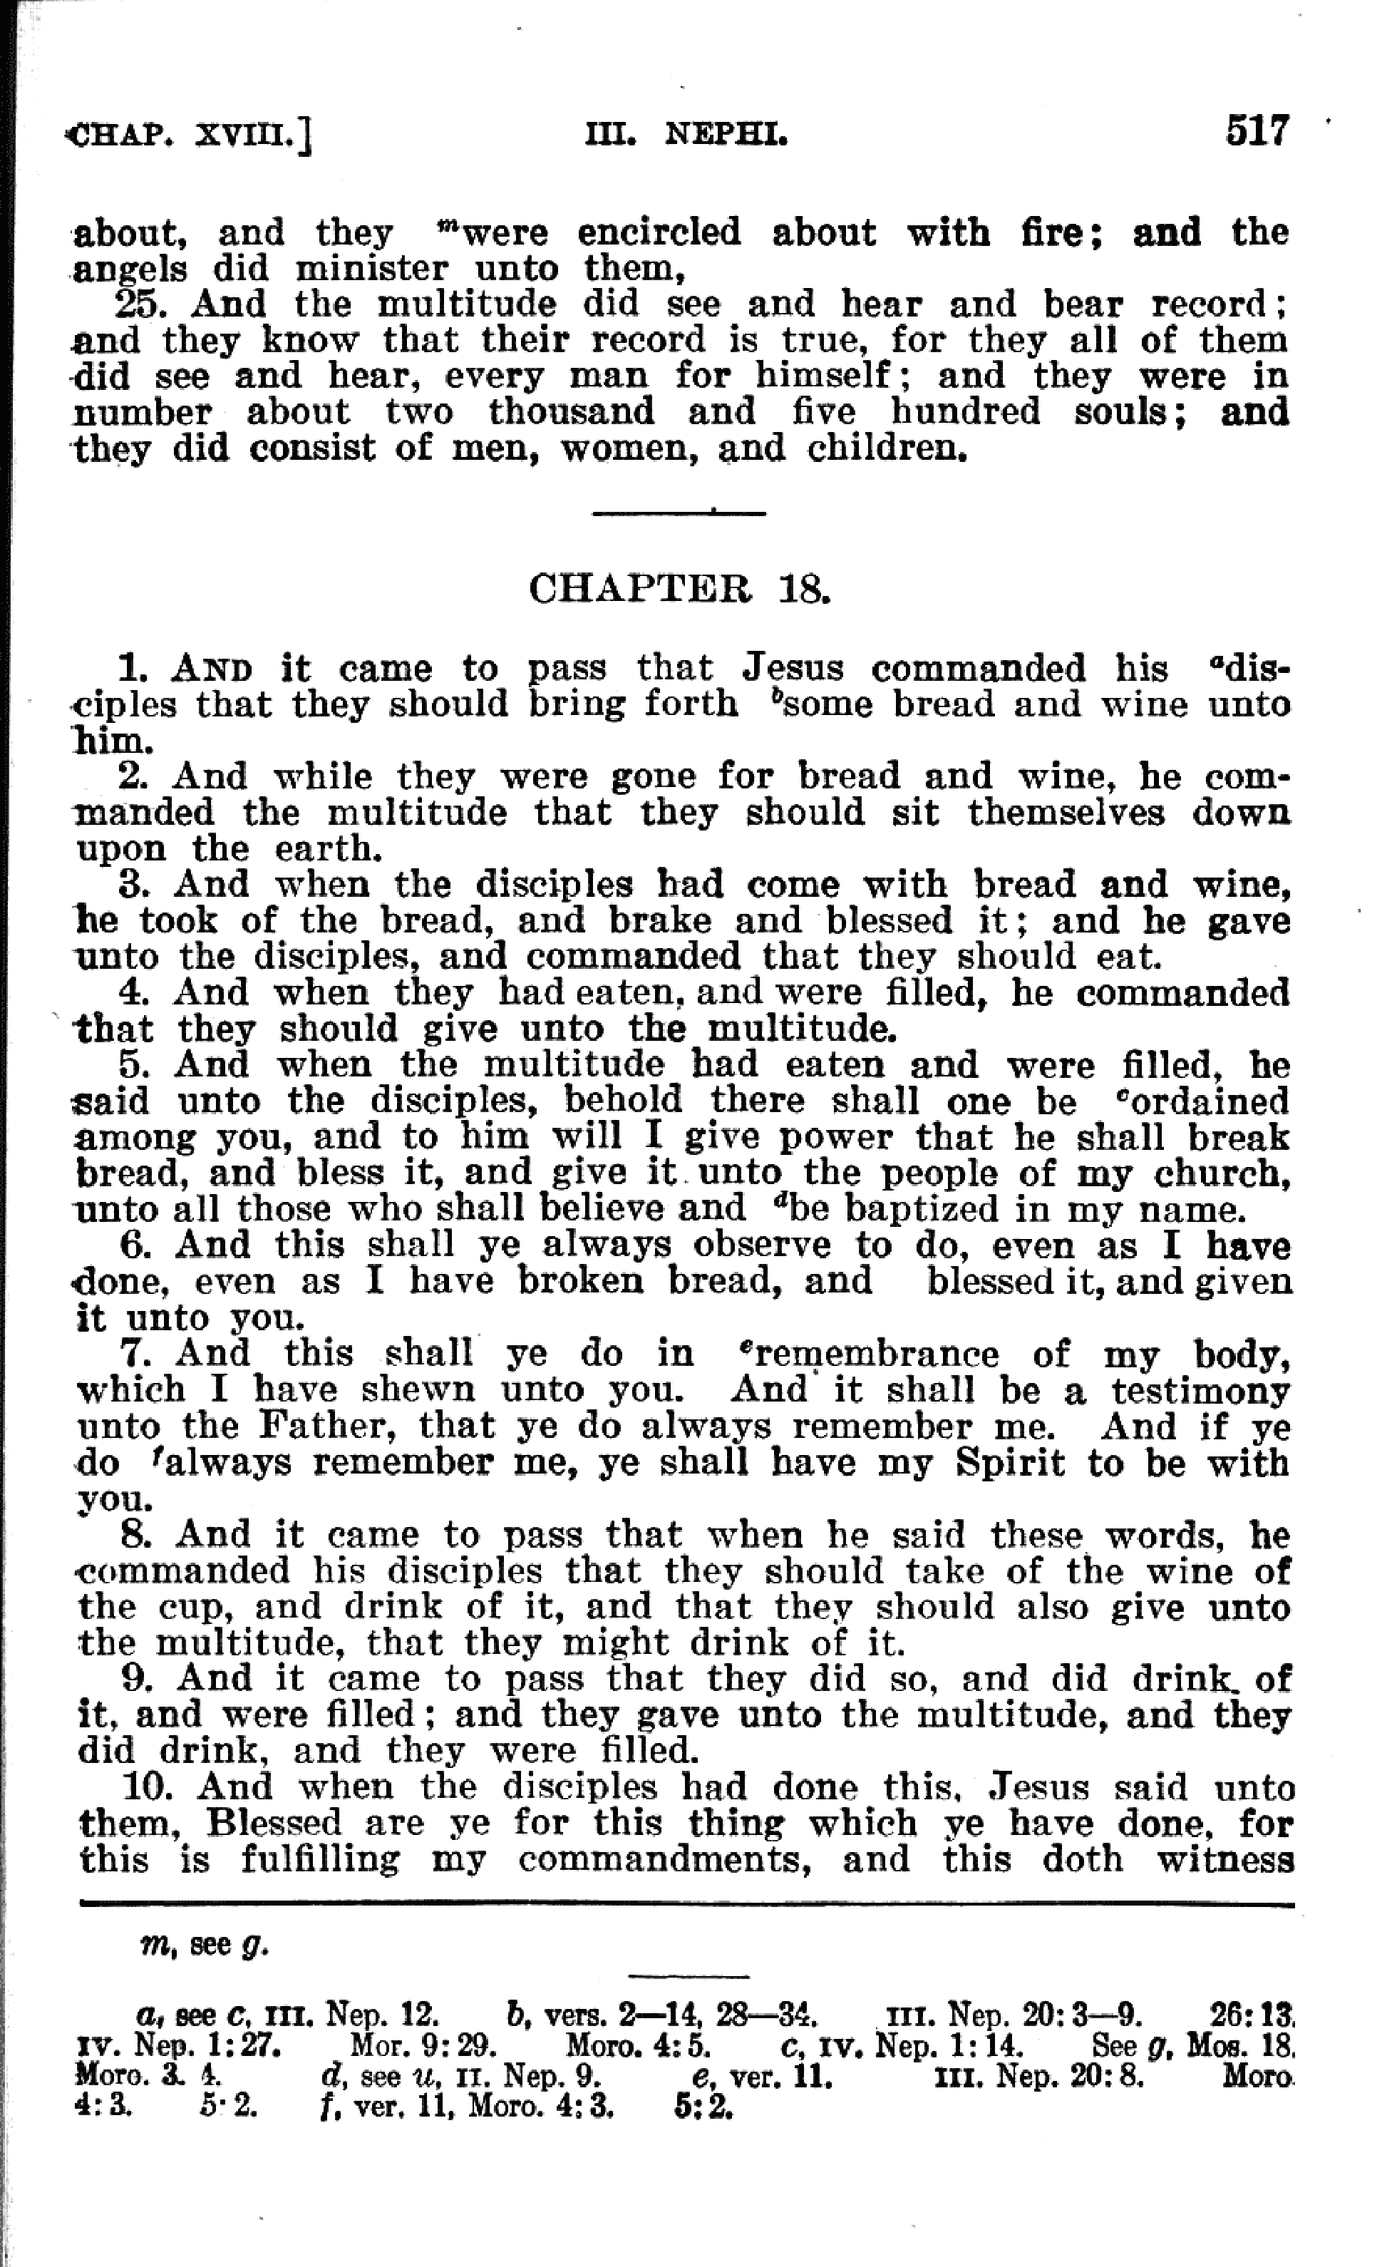 CHAP. XVIII.] III. NEPHI. 517
about, and they mwere encircled about with fire; and the
angels did minister unto them,
25. And the multitude did see and hear and bear record;
and they know that their record is true, for they all of them
did see and hear, every man for himself; and they were in
number about two thousand and five hundred souls; and
they did consist of men, women, and children.
CHAPTER 18.
1. AND it came to pass that Jesus commanded his adis-
ciples that they should bring forth bsome bread and wine unto
him.
2. And while they were gone for bread and wine, he com-
manded the multitude that they should sit themselves down
upon the earth.
3. And when the disciples had come with bread and wine,
he took of the bread, and brake and blessed it; and he gave
unto the disciples, and commanded that they should eat.
4. And when they had eaten, and were filled, he commanded
that they should give unto the multitude.
5. And when the multitude had eaten and were filled, he
said unto the disciples, behold there shall one be cordained
among you, and to him will I give power that he shall break
bread, and bless it, and give it unto the people of my church,
unto all those who shall believe and dbe baptized in my name.
6. And this shall ye always observe to do, even as I have
done, even as I have broken bread, and blessed it, and given
it unto you.
7. And this shall ye do in eremembrance of my body,
which I have shewn unto you. And it shall be a testimony
unto the Father, that ye do always remember me. And if ye
do falways remember me, ye shall have my Spirit to be with
you.
8. And it came to pass that when he said these words, he
commanded his disciples that they should take of the wine of
the cup, and drink of it, and that they should also give unto
the multitude, that they might drink of it.
9. And it came to pass that they did so, and did drink of
it, and were filled; and they gave unto the multitude, and they
did drink, and they were filled.
10. And when the disciples had done this, Jesus said unto
them, Blessed are ye for this thing which ye have done, for
this is fulfilling my commandments, and this doth witness
m, see g.
a, see c, III. Nep. 12. b, vers. 2—14, 28—34. III. Nep. 20:3—9. 26:13.
IV. Nep. 1:27. Mor. 9:29. Moro. 4:5. c, IV. Nep. 1:14. See g, Mos. 18.
Moro. 3. 4. d, see u, II. Nep. 9. e, ver. 11. III. Nep. 20:8. Moro.
4:3. 5:2. f, ver. 11, Moro. 4:3. 5:2.